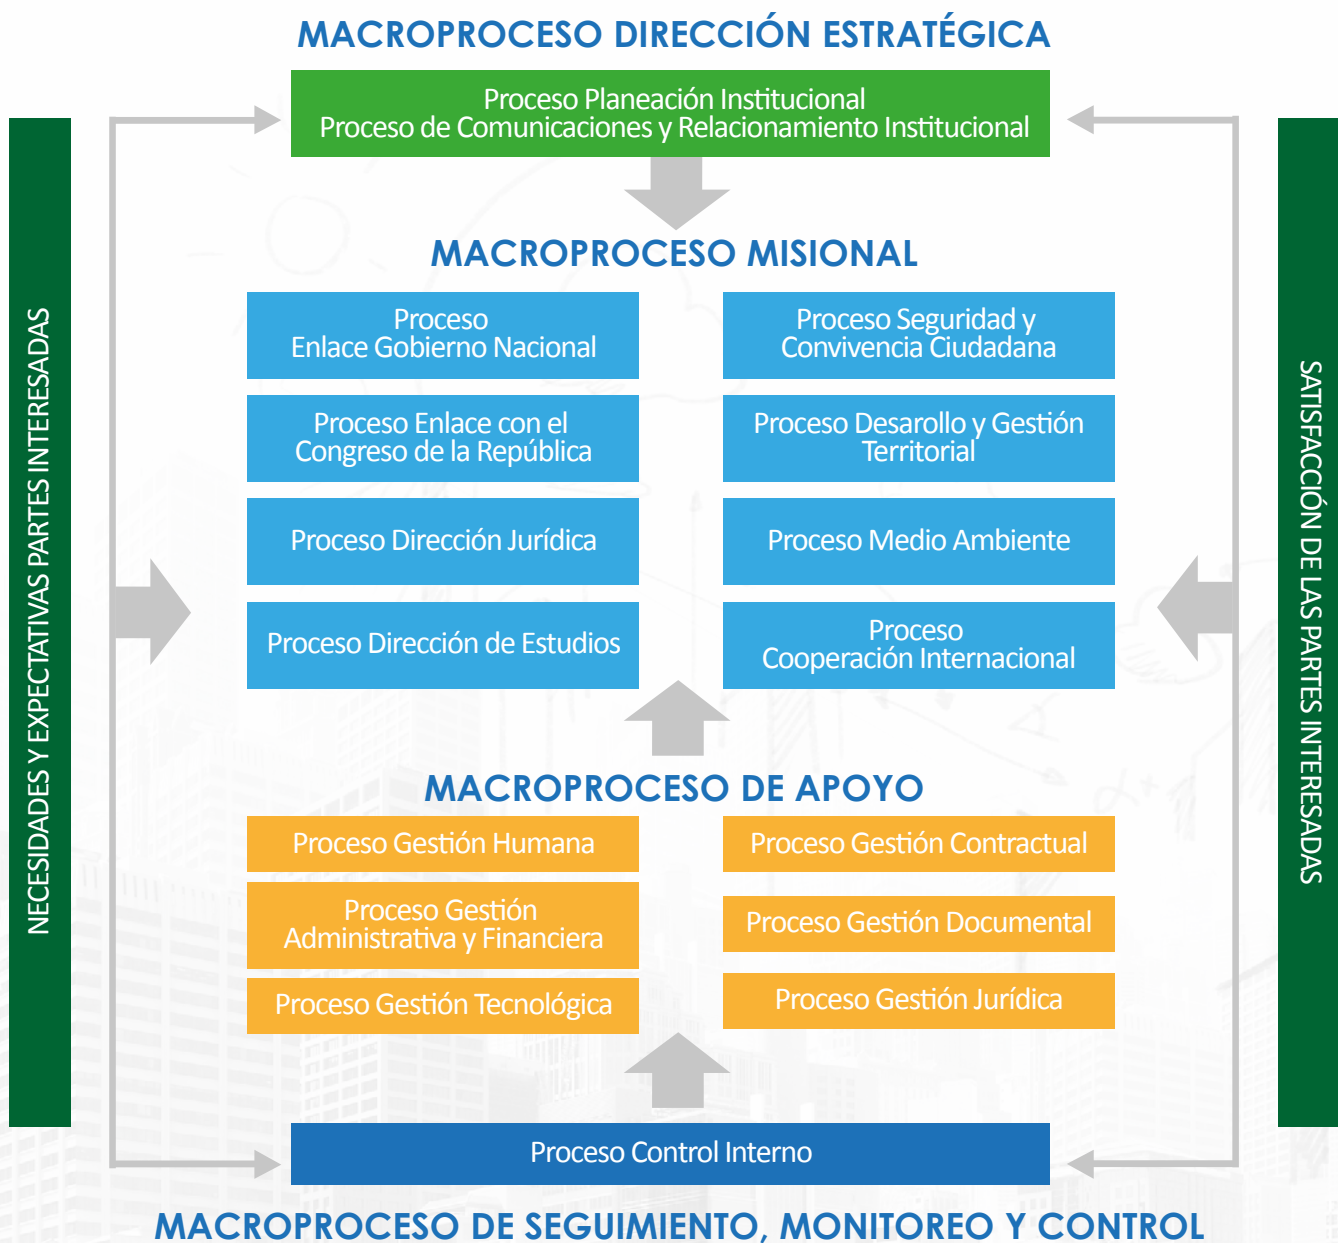 MACROPROCESO DIRECCIÓN ESTRATÉGICA
Proceso Planeación Institucional
Proceso de Comunicaciones y Relacionamiento Institucional
NECESIDADES Y EXPECTATIVAS PARTES INTERESADAS
MACROPROCESO MISIONAL
Proceso
Enlace Gobierno Nacional
Proceso Seguridad y
Convivencia Ciudadana
Proceso Enlace con el
Congreso de la República
Proceso Desarollo y Gestión
Territorial
Proceso Dirección Jurídica
Proceso Medio Ambiente
Proceso Dirección de Estudios
Proceso
Cooperación Internacional
SATISFACCIÓN DE LAS PARTES INTERESADAS
MACROPROCESO DE APOYO
Proceso Gestión Humana
Proceso Gestión Contractual
Proceso Gestión
Administrativa y Financiera
Proceso Gestión Documental
Proceso Gestión Tecnológica
Proceso Gestión Jurídica
Proceso Control Interno
MACROPROCESO DE SEGUIMIENTO, MONITOREO Y CONTROL